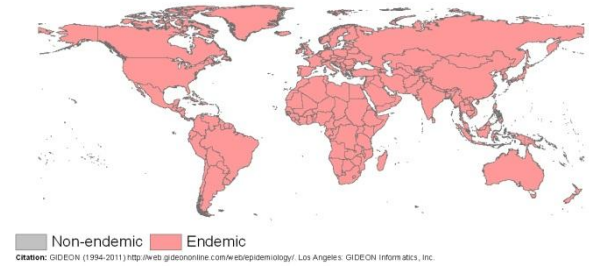 Non-endemic Endemic
Citation: GIDEON (1994-2011) http://web.gideononline.com/web/epidemiology/. Los Angeles: GIDEON Informatics, Inc.